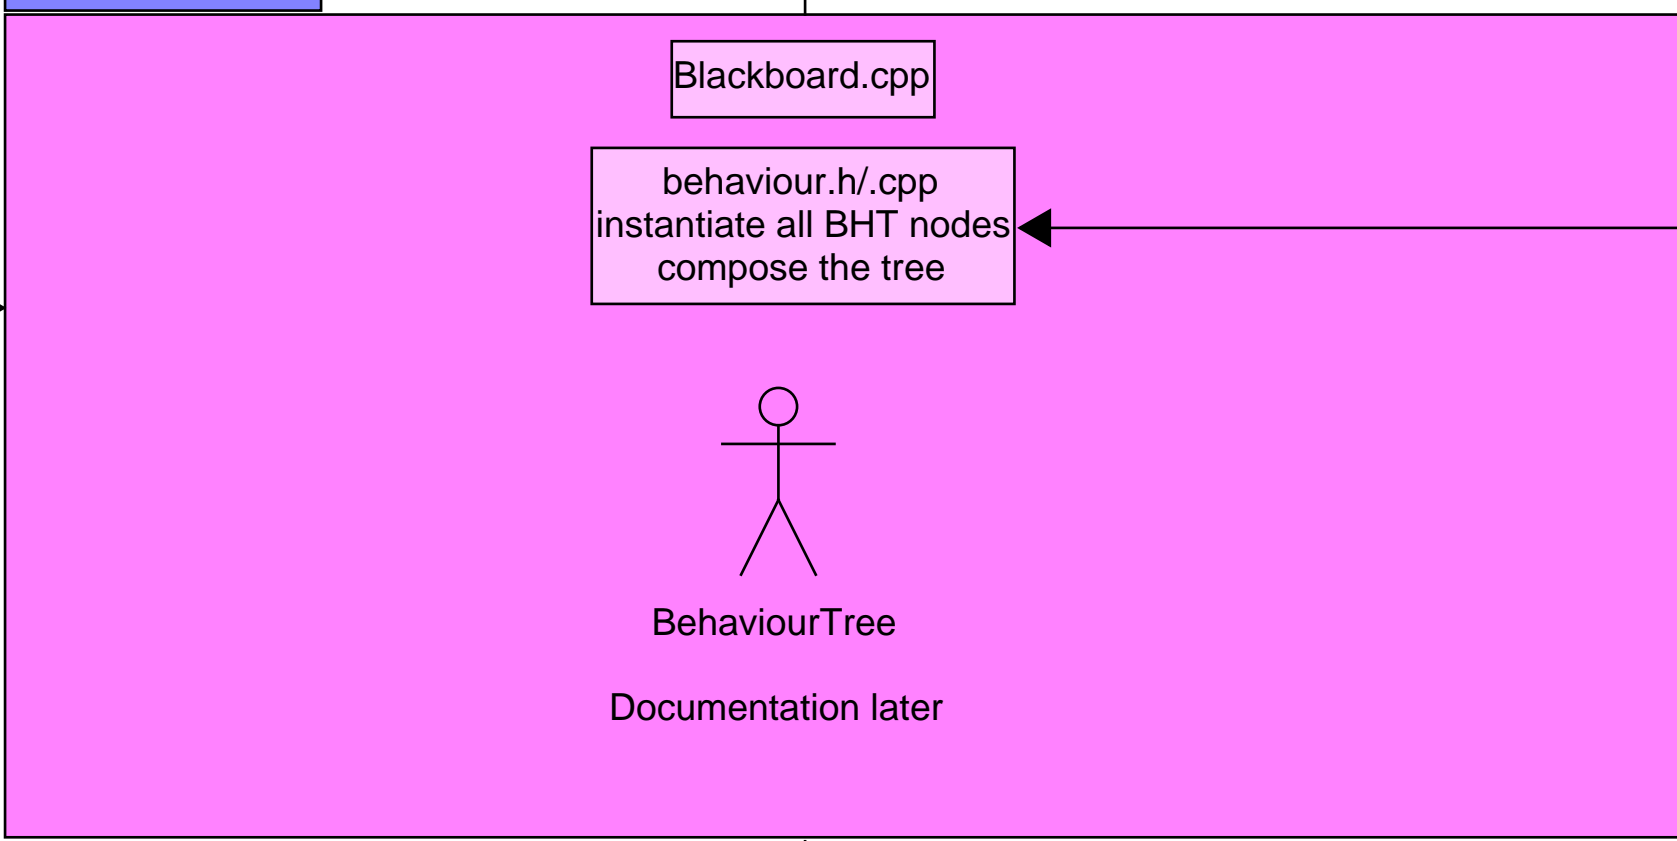 Blackboard.cpp
behaviour.h/.cpp
instantiate all BHT nodes
compose the tree
BehaviourTree
Documentation later